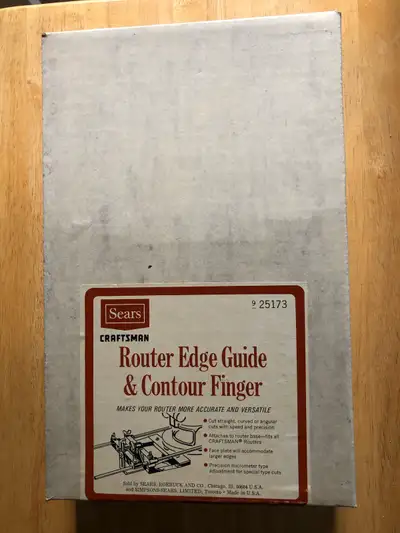 Sears
9 25173
CRAFTSMAN
Router Edge Guide
& Contour Finger
MAKES YOUR ROUTER MORE ACCURATE AND VERSATILE
Cut straight, curved or angular
cuts with speed and precision
Attaches to router base—fits all
CRAFTSMAN® Routers
Face plate will accommodate
larger edges
Precision micrometer type
adjustment for special type cuts
Sold by SEARS, ROEBUCK AND CO., Chicago, Ill. 60684 U.S.A.
and SIMPSONS-SEARS, LIMITED, Toronto • Made in U.S.A.